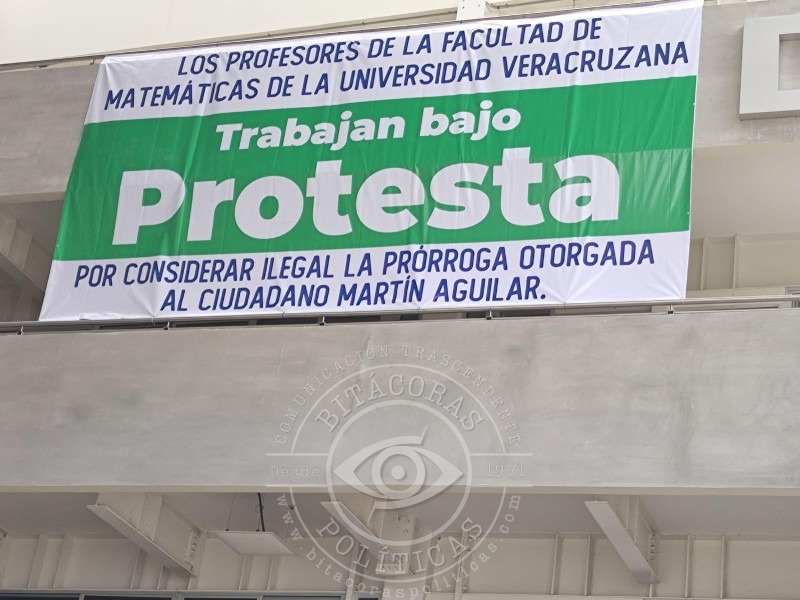 LOS PROFESORES DE LA FACULTAD DE
MATEMÁTICAS DE LA UNIVERSIDAD VERACRUZANA
Trabajan bajo
Protesta
POR CONSIDERAR ILEGAL LA PRÓRROGA OTORGADA
AL CIUDADANO MARTÍN AGUILAR.
COMUNICACIÓN TRASCENDENTE
BITÁCORAS
Desde 1971
POLÍTICAS
www.bitacoraspoliticas.com